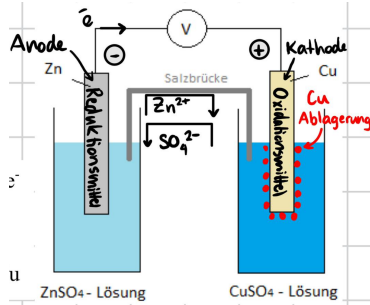 e̅
V
Anode
Kathode
⊖
⊕
Zn
Cu
Salzbrücke
Reduktionsmittel
Zn²⁺
SO₄²⁻
Oxidationsmittel
Cu
Ablagerung
e⁻
u
ZnSO₄ - Lösung
CuSO₄ - Lösung